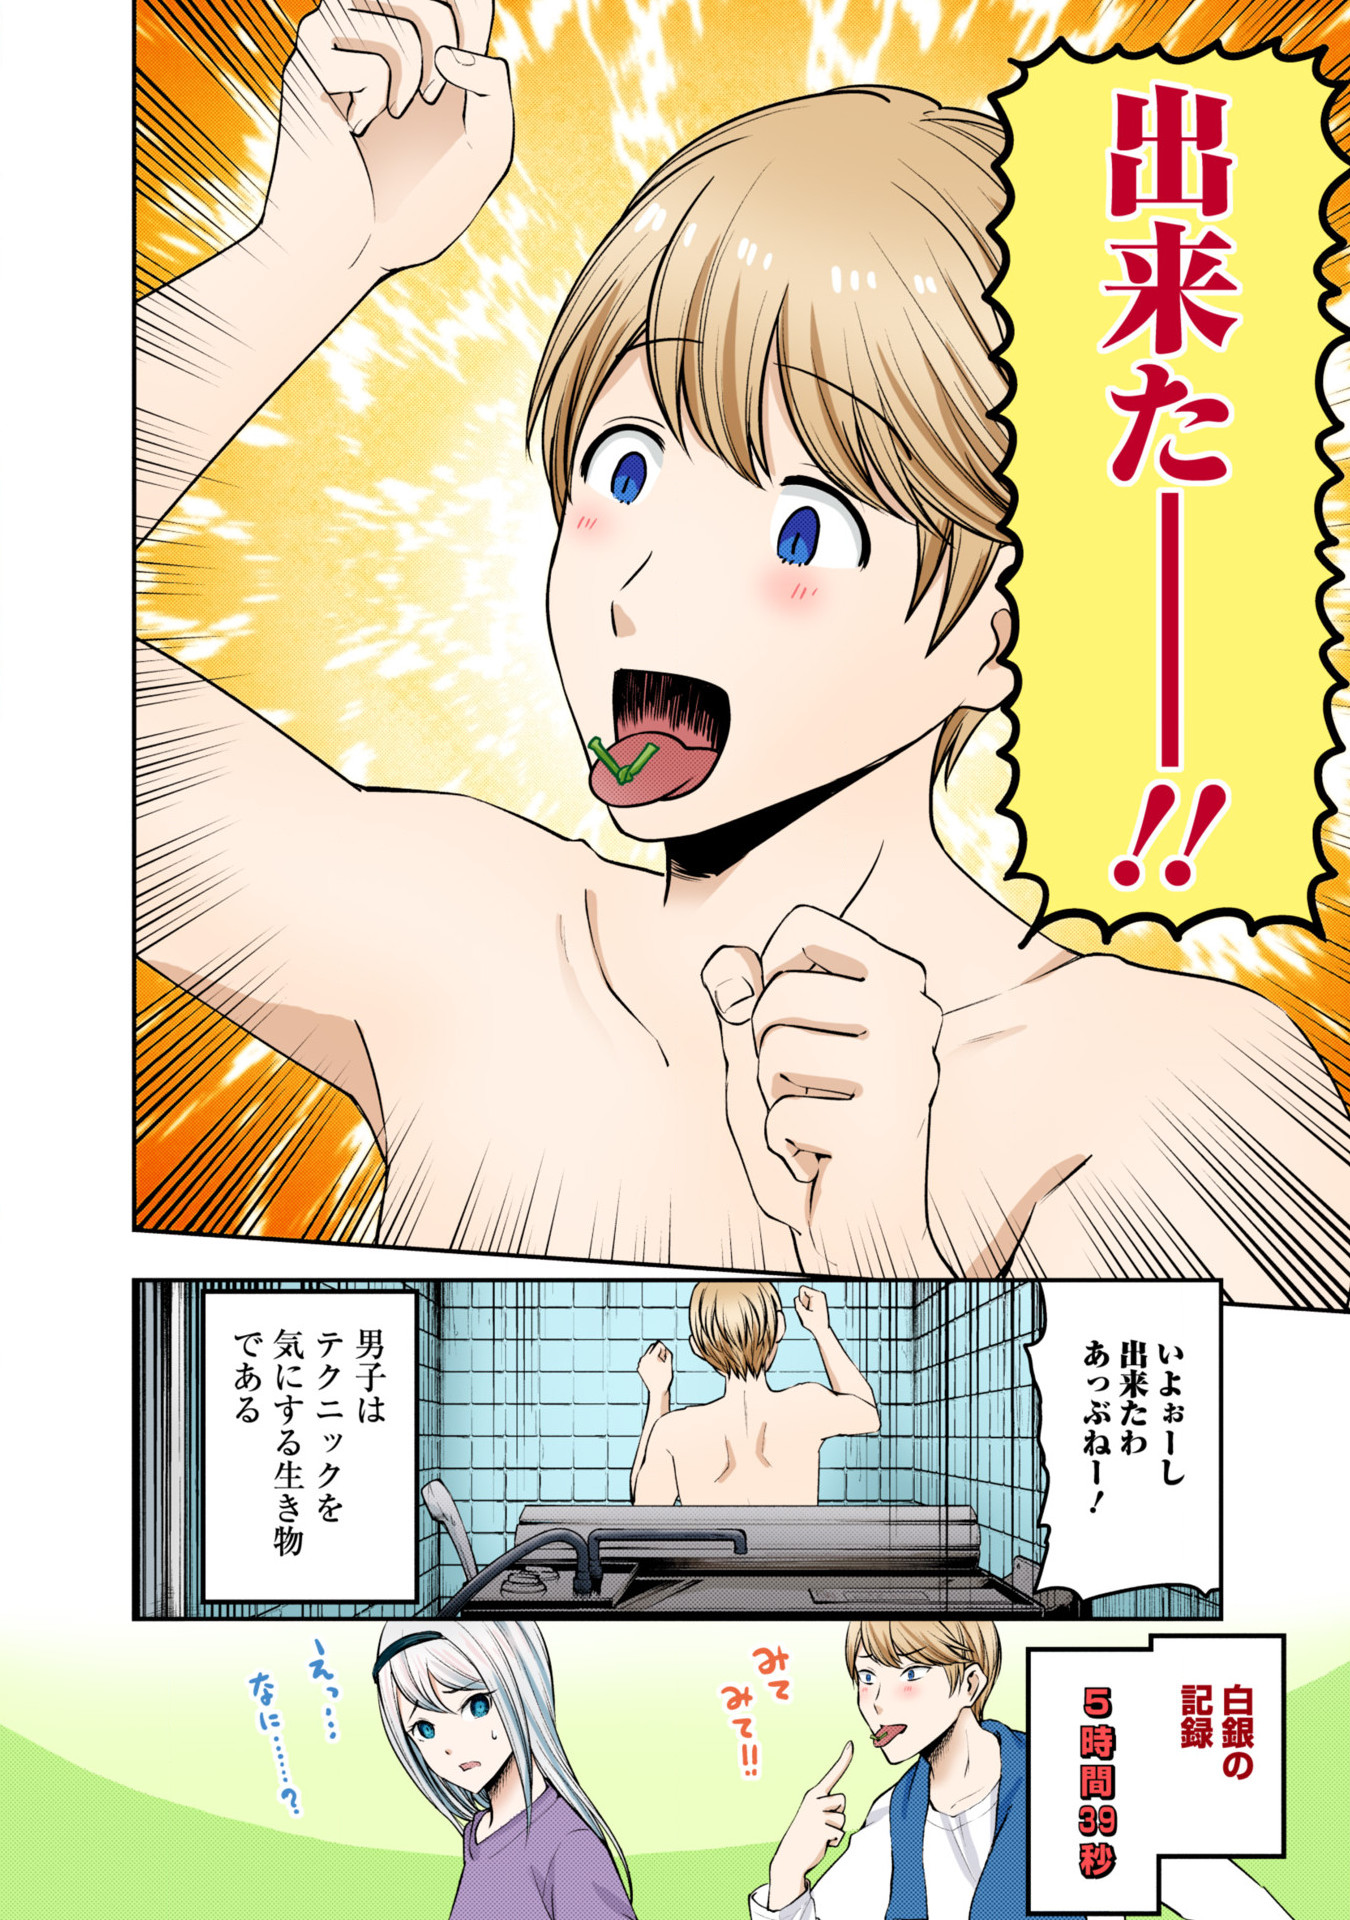 出来たー!!
いよぉーし
出来たわ
あっぶねー!
男子は
テクニックを
気にする生き物
である
白銀の
記録
5時間39秒
みて
みて!!
えっ…
なに……?